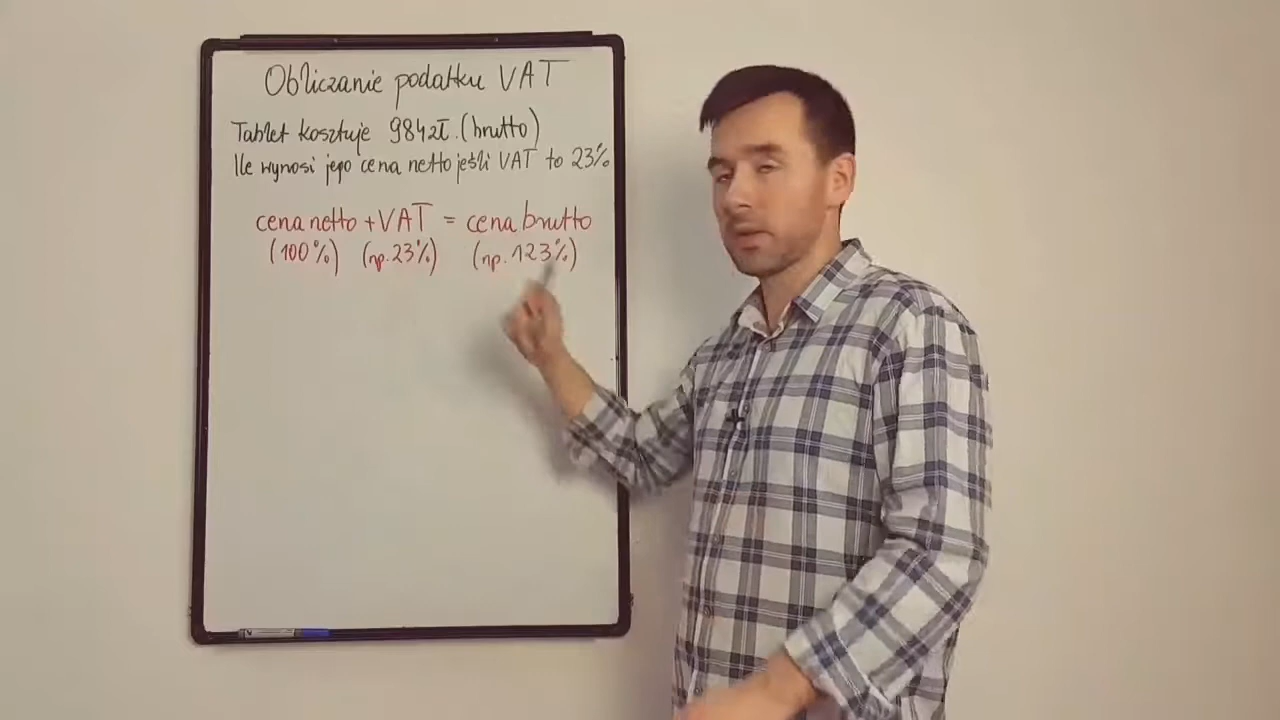 Obliczanie podatku VAT
Tablet kosztuje 984zł. (brutto)
Ile wynosi jego cena netto jeśli VAT to 23%
cena netto + VAT = cena brutto
(100%) (np. 23%) (np. 123%)